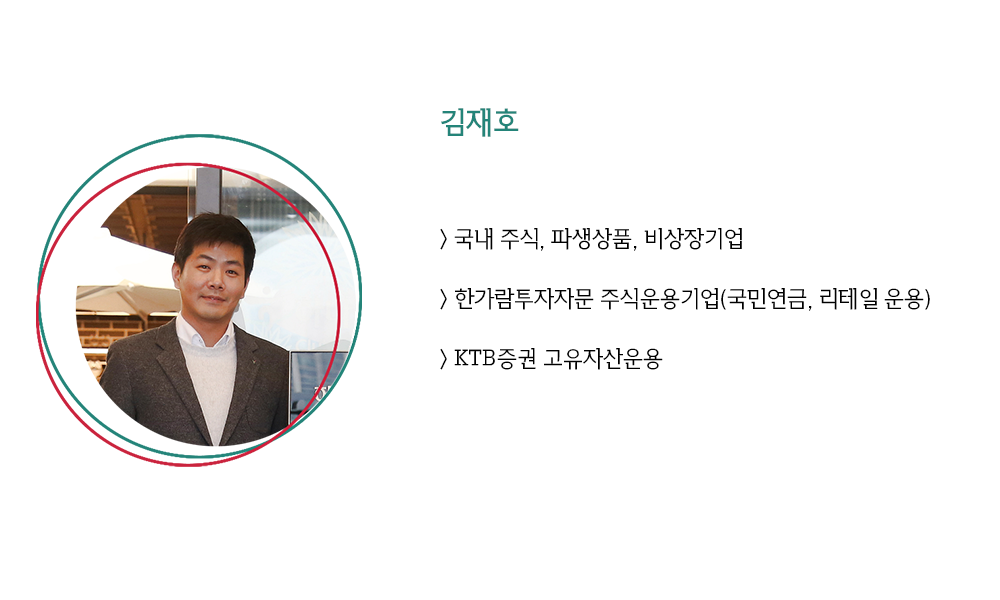 김재호
> 국내 주식, 파생상품, 비상장기업
> 한가람투자자문 주식운용기업(국민연금, 리테일 운용)
> KTB증권 고유자산운용